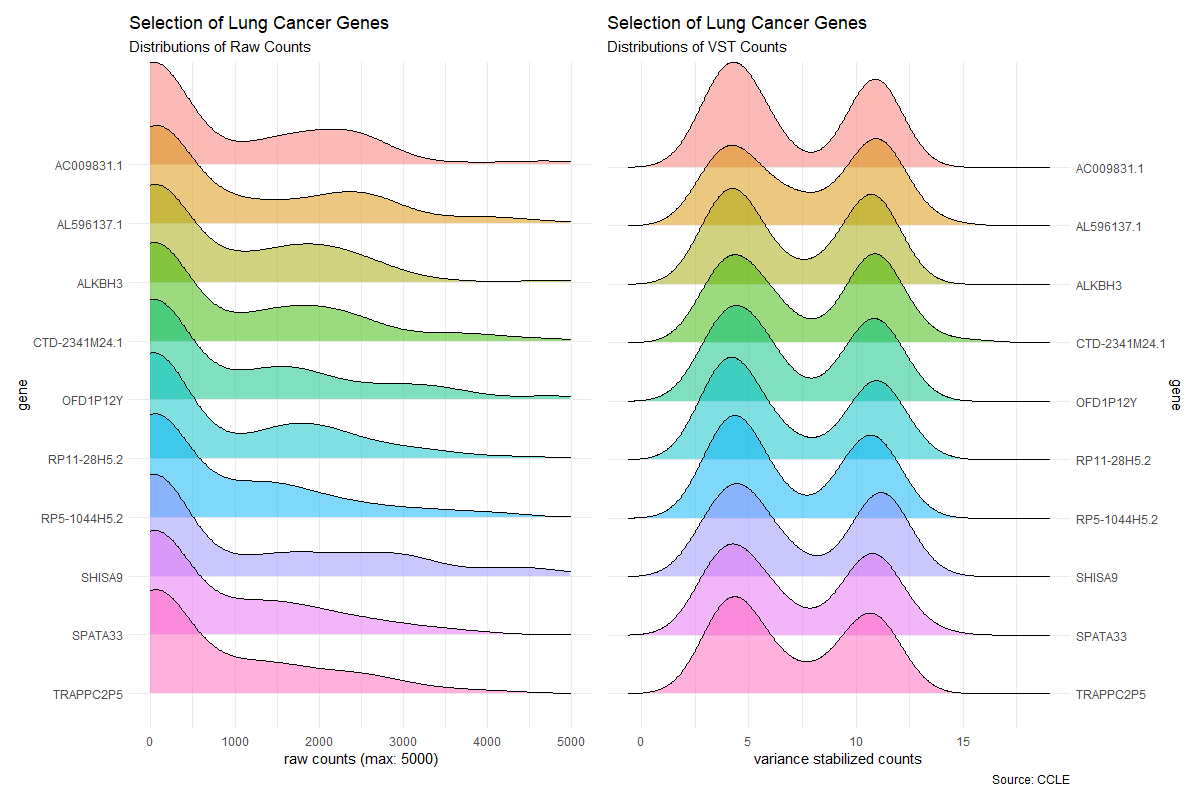 Selection of Lung Cancer Genes
Distributions of Raw Counts
gene
AC009831.1
AL596137.1
ALKBH3
CTD-2341M24.1
OFD1P12Y
RP11-28H5.2
RP5-1044H5.2
SHISA9
SPATA33
TRAPPC2P5
0 1000 2000 3000 4000 5000
raw counts (max: 5000)
Selection of Lung Cancer Genes
Distributions of VST Counts
AC009831.1
AL596137.1
ALKBH3
CTD-2341M24.1
OFD1P12Y
RP11-28H5.2
RP5-1044H5.2
SHISA9
SPATA33
TRAPPC2P5
gene
0 5 10 15
variance stabilized counts
Source: CCLE